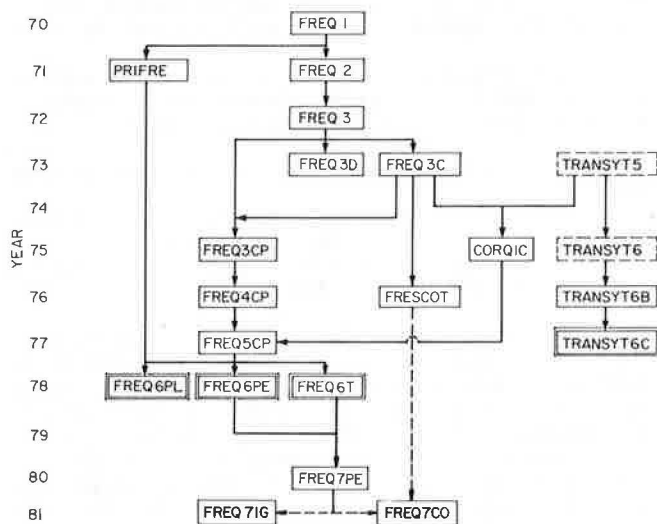 70 FREQ 1
71 PRIFRE FREQ 2
72 FREQ 3
73 FREQ 3D FREQ 3C TRANSYT5
74
YEAR
75 FREQ3CP CORQIC TRANSYT6
76 FREQ4CP FRESCOT TRANSYT6B
77 FREQ5CP TRANSYT6C
78 FREQ6PL FREQ6PE FREQ6T
79
80 FREQ7PE
81 FREQ7IG FREQ7CO